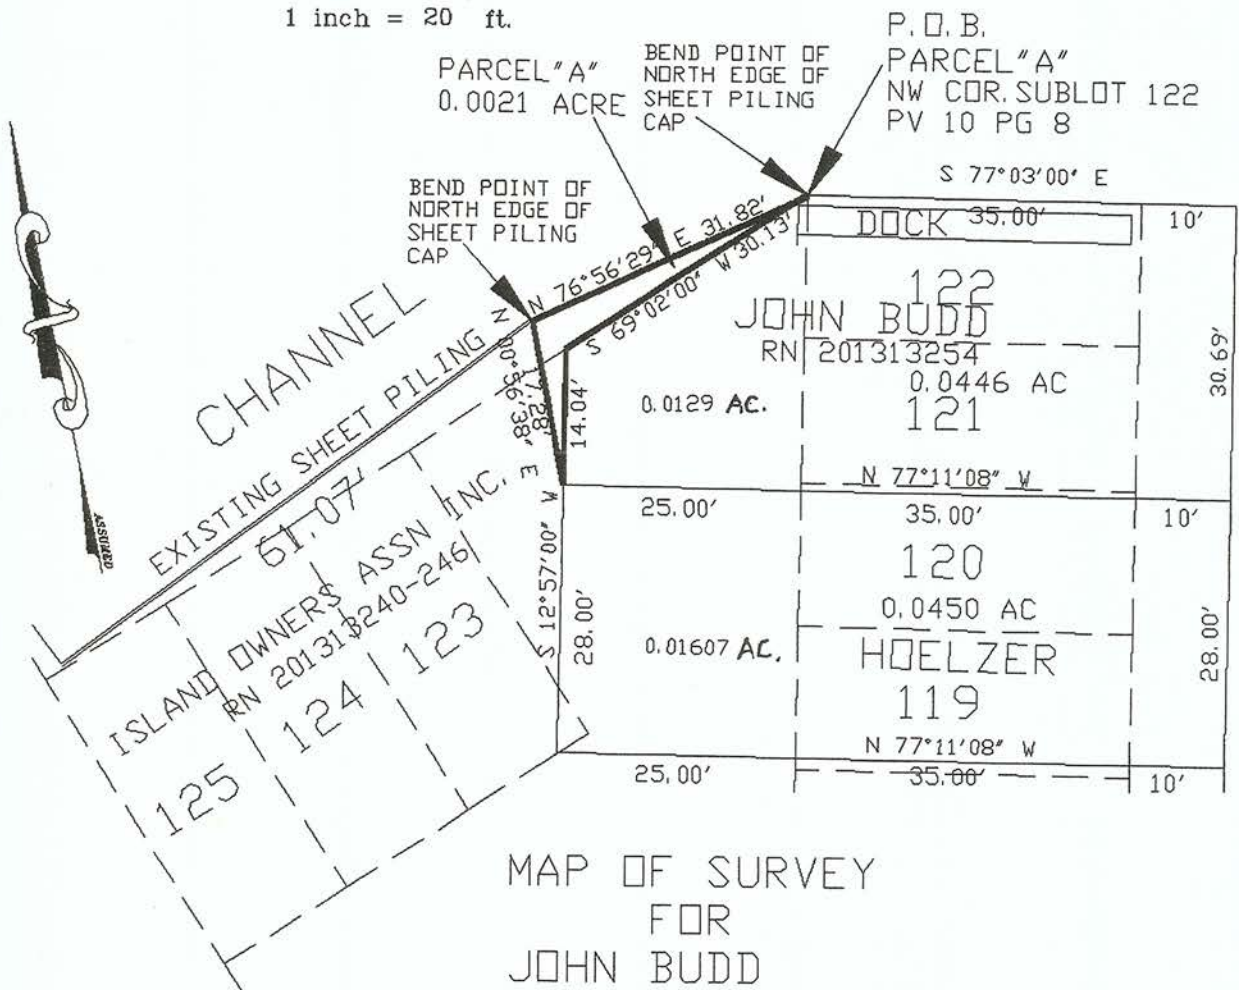 1 inch = 20 ft.
P.O.B.
PARCEL"A"
NW COR. SUBLOT 122
PV 10 PG 8
BEND POINT OF
NORTH EDGE OF
SHEET PILING
CAP
PARCEL"A"
0.0021 ACRE
BEND POINT OF
NORTH EDGE OF
SHEET PILING
CAP
S 77°03'00" E
35.00'
10'
DOCK
N 76°56'29" E 31.82'
S 69°02'00" W 30.13'
122
JOHN BUDD
RN 201313254
0.0446 AC
121
30.69'
0.0129 AC.
CHANNEL
EXISTING SHEET PILING
N 00°56'38" E
17.28'
14.04'
61.07'
N 77°11'08" W
25.00'
35.00'
10'
ASSUMED
ISLAND OWNERS ASSN INC.
RN 201313240-246
123
124
125
S 12°57'00" W
28.00'
120
0.0450 AC
0.01607 AC.
HOELZER
119
28.00'
N 77°11'08" W
25.00'
35.00'
10'
MAP OF SURVEY
FOR
JOHN BUDD